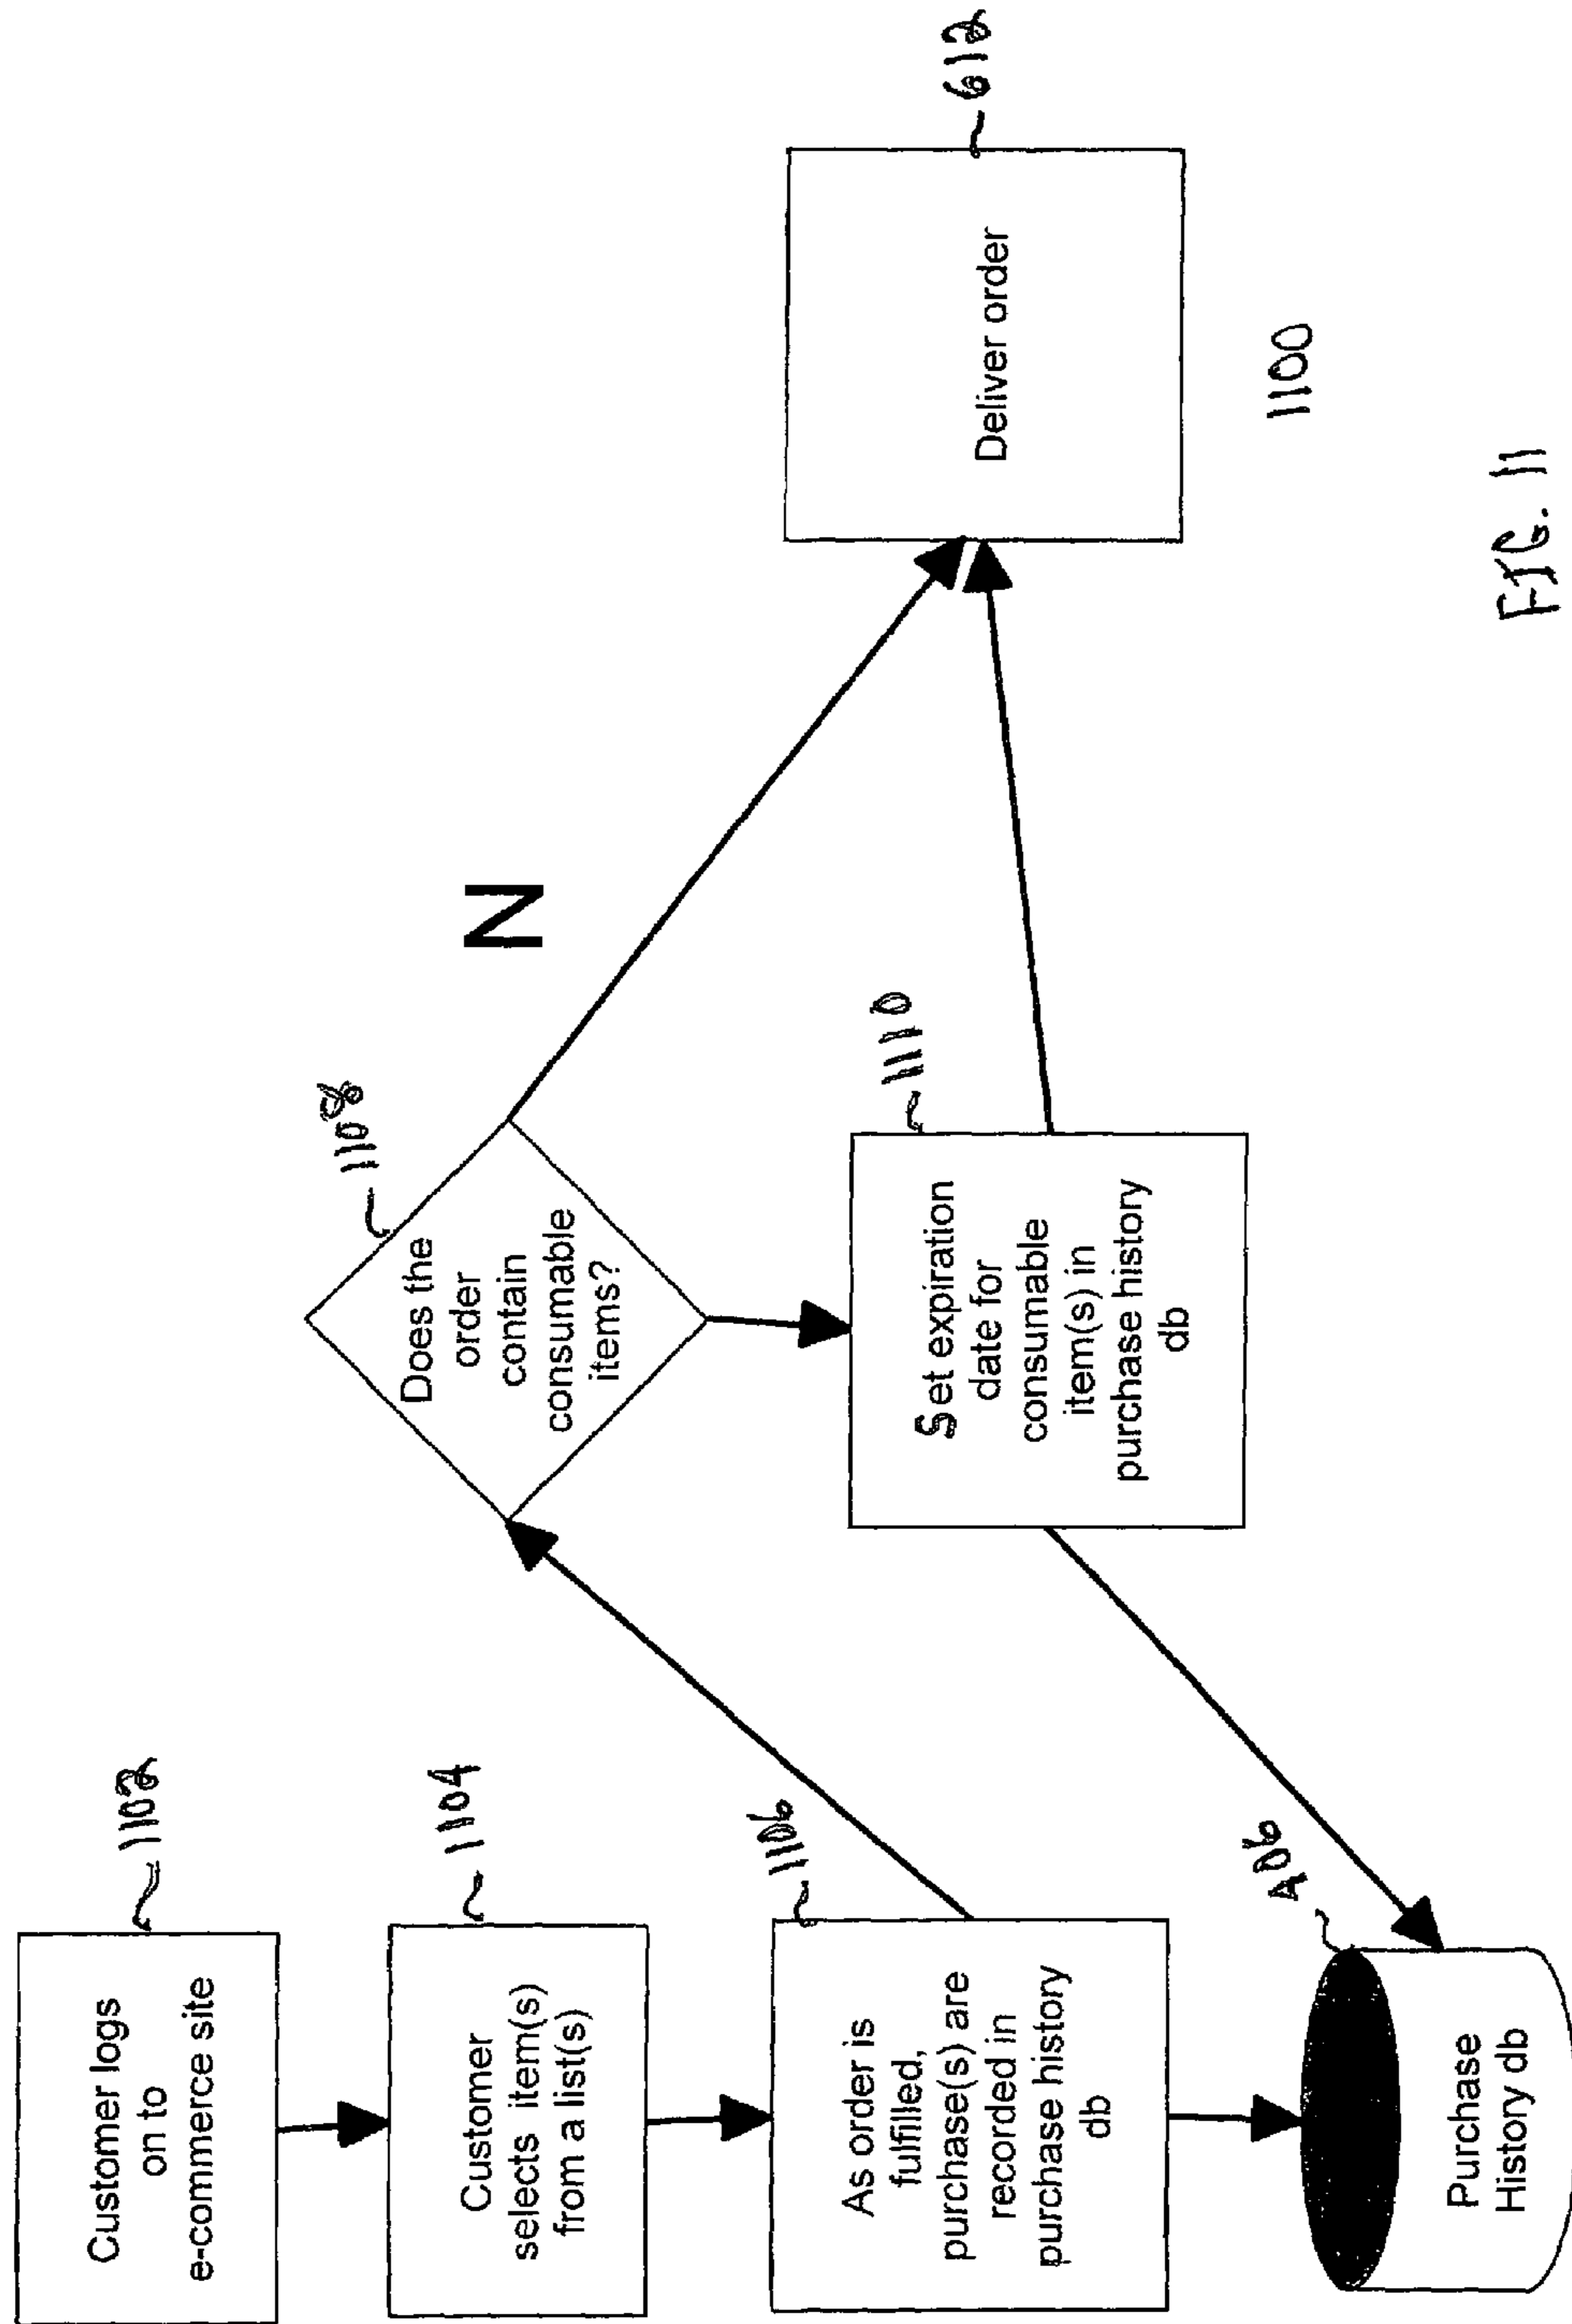 Customer logs
on to
e-commerce site
1102
Customer
selects item(s)
from a list(s)
1104
As order is
fulfilled,
purchase(s) are
recorded in
purchase history
db
1106
Purchase
History db
Does the
order
contain
consumable
items?
1108
N
Set expiration
date for
consumable
item(s) in
purchase history
db
1110
Deliver order
612
1100
FIG. 11